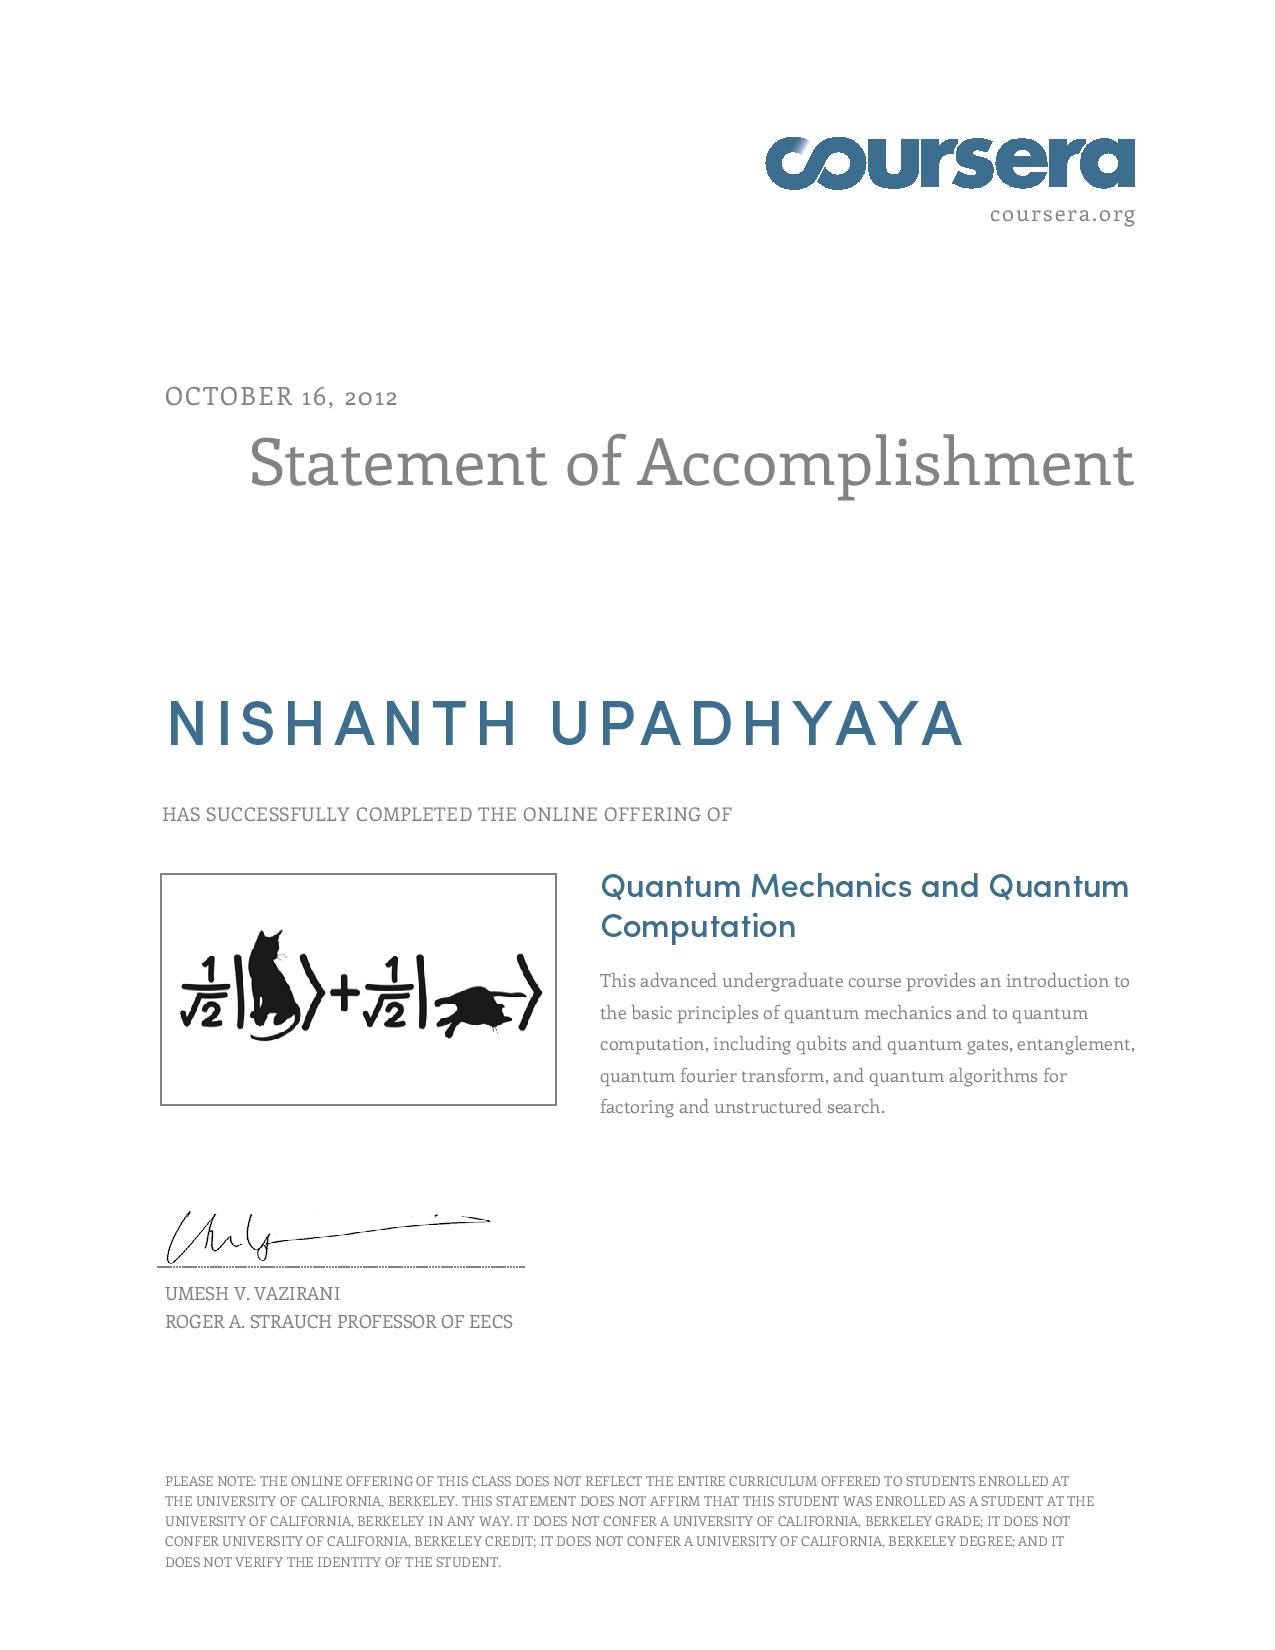 coursera
coursera.org
OCTOBER 16, 2012
Statement of Accomplishment
NISHANTH UPADHYAYA
HAS SUCCESSFULLY COMPLETED THE ONLINE OFFERING OF
1/√2 | ⟩ + 1/√2 | ⟩
Quantum Mechanics and Quantum
Computation
This advanced undergraduate course provides an introduction to
the basic principles of quantum mechanics and to quantum
computation, including qubits and quantum gates, entanglement,
quantum fourier transform, and quantum algorithms for
factoring and unstructured search.
UMESH V. VAZIRANI
ROGER A. STRAUCH PROFESSOR OF EECS
PLEASE NOTE: THE ONLINE OFFERING OF THIS CLASS DOES NOT REFLECT THE ENTIRE CURRICULUM OFFERED TO STUDENTS ENROLLED AT
THE UNIVERSITY OF CALIFORNIA, BERKELEY. THIS STATEMENT DOES NOT AFFIRM THAT THIS STUDENT WAS ENROLLED AS A STUDENT AT THE
UNIVERSITY OF CALIFORNIA, BERKELEY IN ANY WAY. IT DOES NOT CONFER A UNIVERSITY OF CALIFORNIA, BERKELEY GRADE; IT DOES NOT
CONFER UNIVERSITY OF CALIFORNIA, BERKELEY CREDIT; IT DOES NOT CONFER A UNIVERSITY OF CALIFORNIA, BERKELEY DEGREE; AND IT
DOES NOT VERIFY THE IDENTITY OF THE STUDENT.